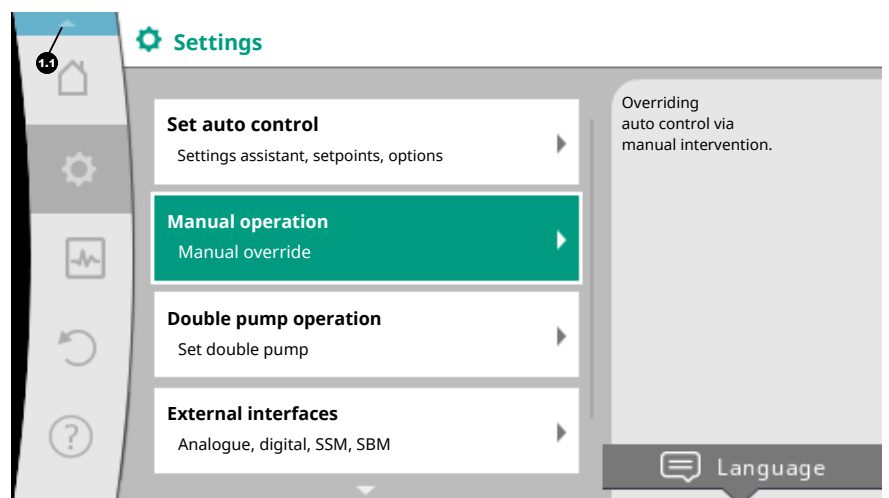 1.1
Settings
Set auto control
Settings assistant, setpoints, options
Manual operation
Manual override
Double pump operation
Set double pump
External interfaces
Analogue, digital, SSM, SBM
Overriding
auto control via
manual intervention.
?
Language